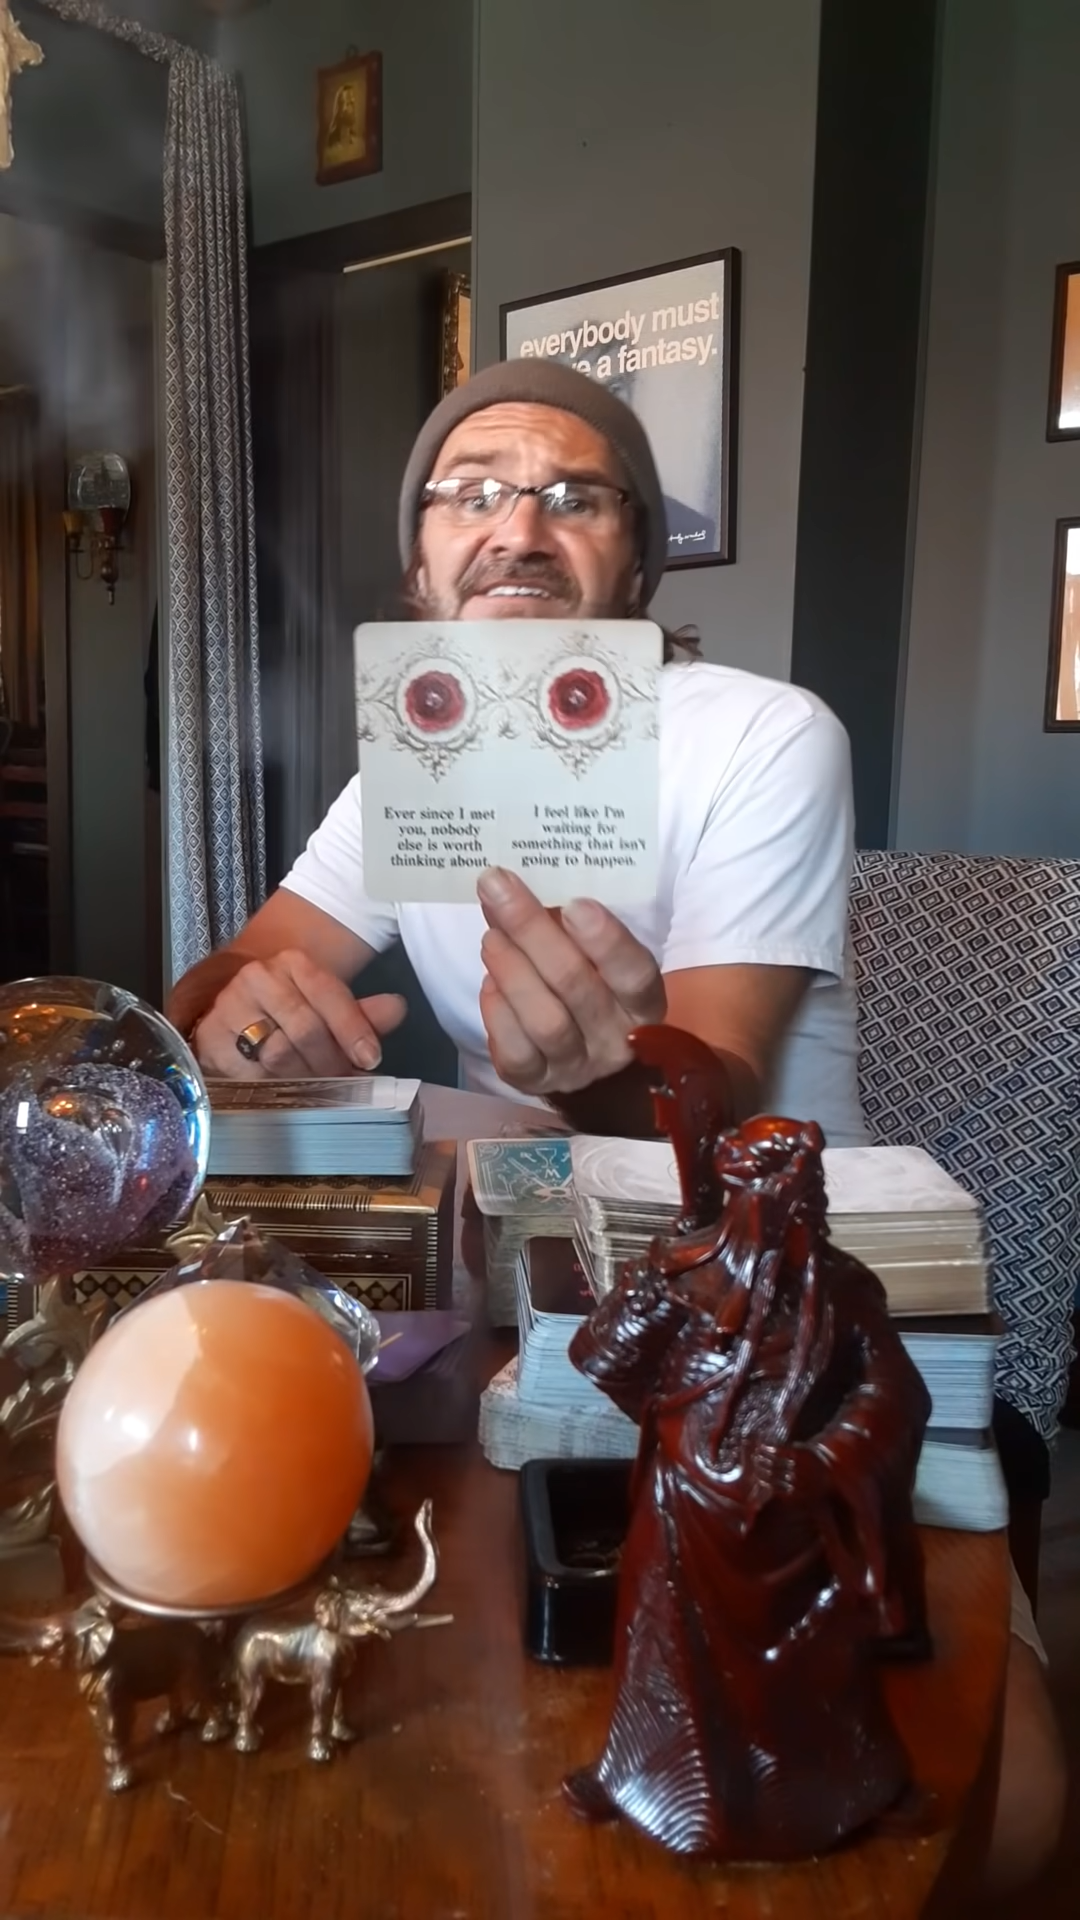 everybody must
a fantasy.
Ever since I met
you, nobody
else is worth
thinking about.
I feel like I'm
waiting for
something that isn't
going to happen.